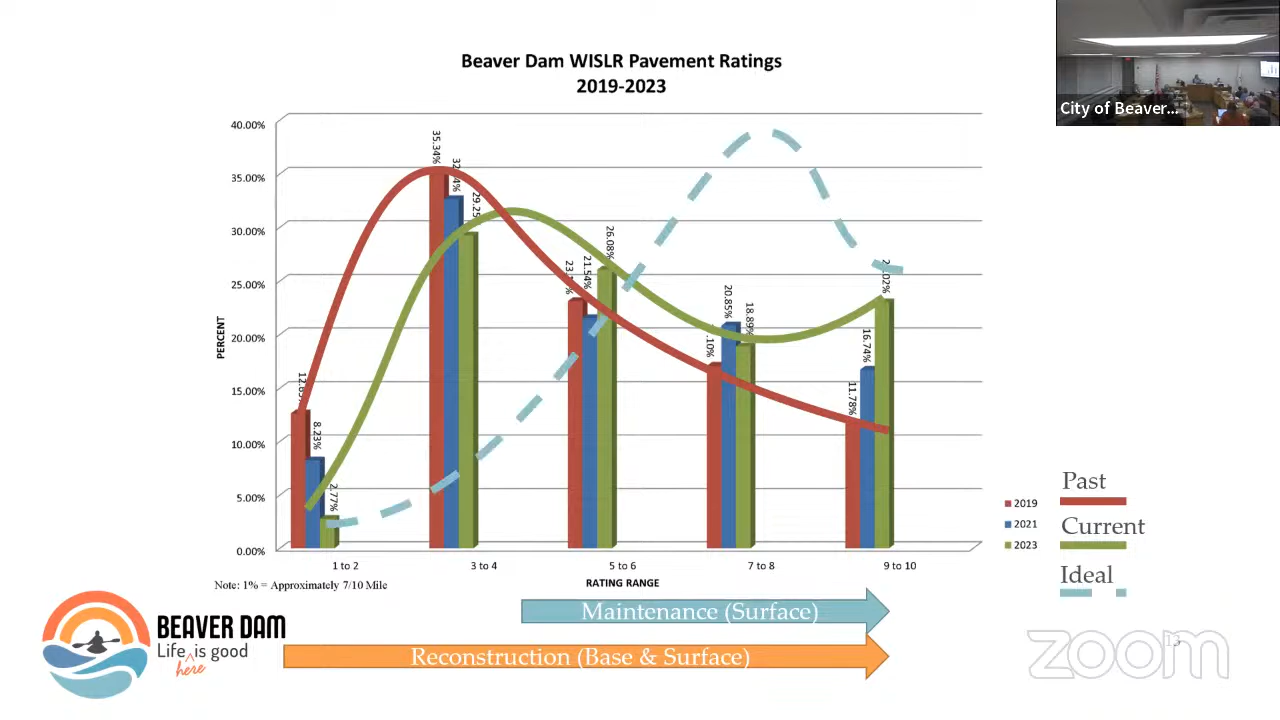 Beaver Dam WISLR Pavement Ratings
2019-2023
City of Beaver...
40.00%
35.00%
30.00%
25.00%
20.00%
15.00%
10.00%
5.00%
0.00%
PERCENT
8.23%
2.77%
35.34%
29.25
21.54%
26.08%
20.85%
18.89%
11.78%
16.74%
1 to 2
3 to 4
5 to 6
7 to 8
9 to 10
RATING RANGE
Note: 1% = Approximately 7/10 Mile
2019
2021
2023
Past
Current
Ideal
Maintenance (Surface)
Reconstruction (Base & Surface)
BEAVER DAM
Life is good
here
zoom